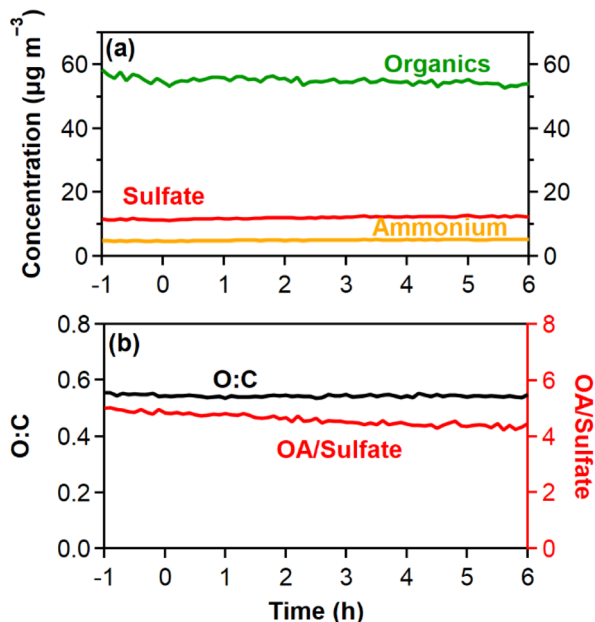 (a)
Organics
Sulfate
Ammonium
Concentration (µg m⁻³)
60
40
20
0
60
40
20
0
-1 0 1 2 3 4 5 6
(b)
O:C
OA/Sulfate
O:C
0.8
0.6
0.4
0.2
0.0
8
6
4
2
0
OA/Sulfate
-1 0 1 2 3 4 5 6
Time (h)